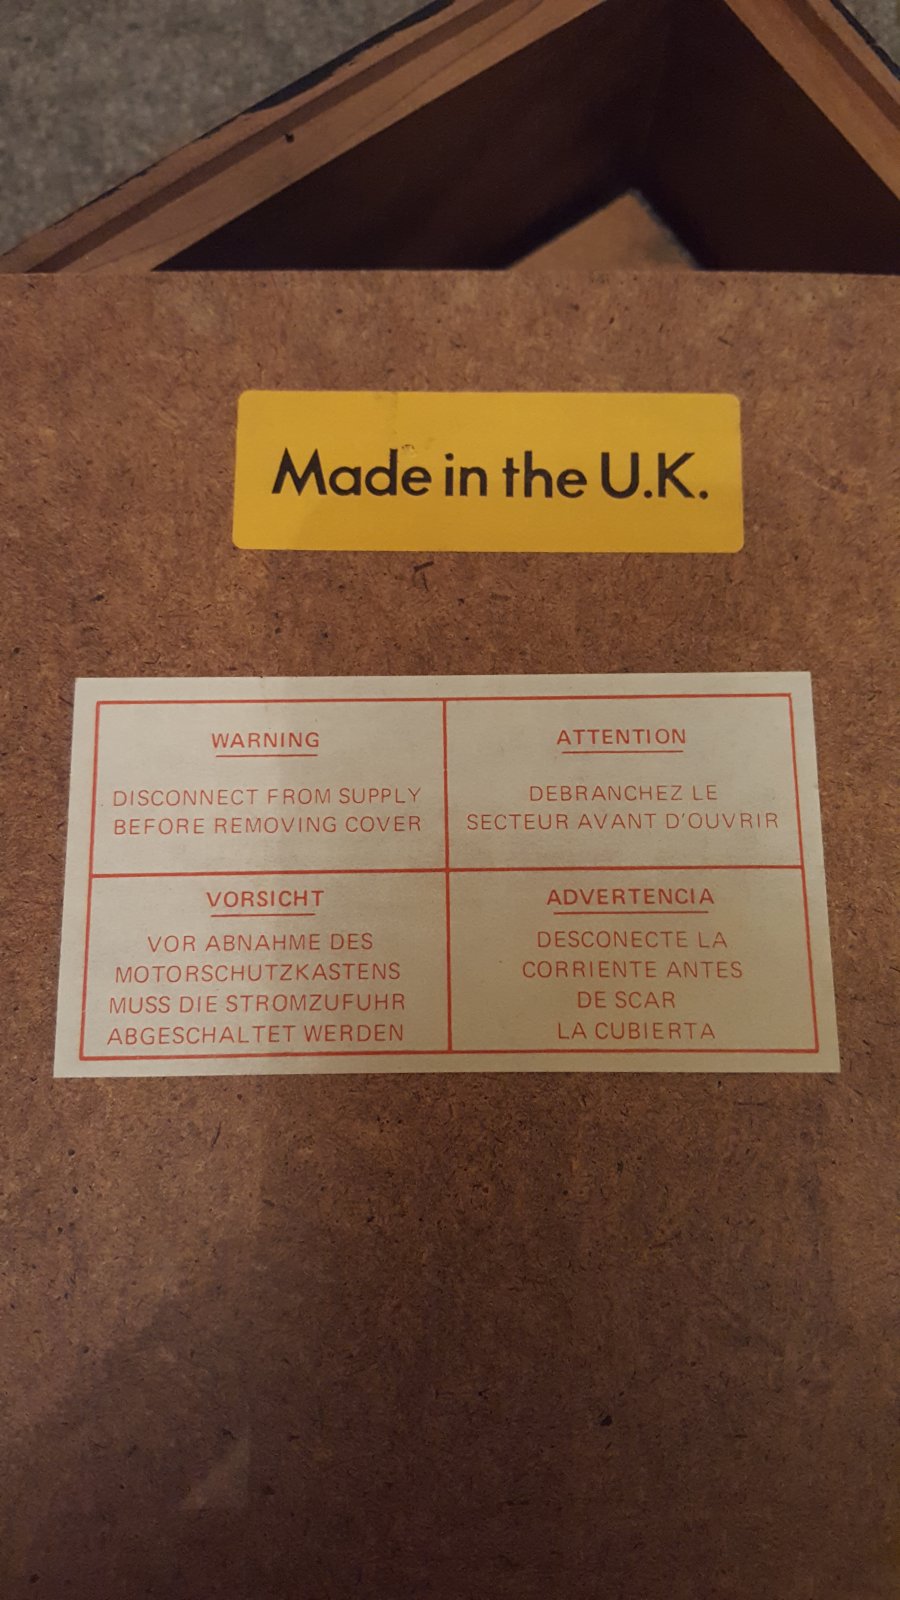 Made in the U.K.
WARNING
DISCONNECT FROM SUPPLY
BEFORE REMOVING COVER
ATTENTION
DEBRANCHEZ LE
SECTEUR AVANT D'OUVRIR
VORSICHT
VOR ABNAHME DES
MOTORSCHUTZKASTENS
MUSS DIE STROMZUFUHR
ABGESCHALTET WERDEN
ADVERTENCIA
DESCONECTE LA
CORRIENTE ANTES
DE SCAR
LA CUBIERTA